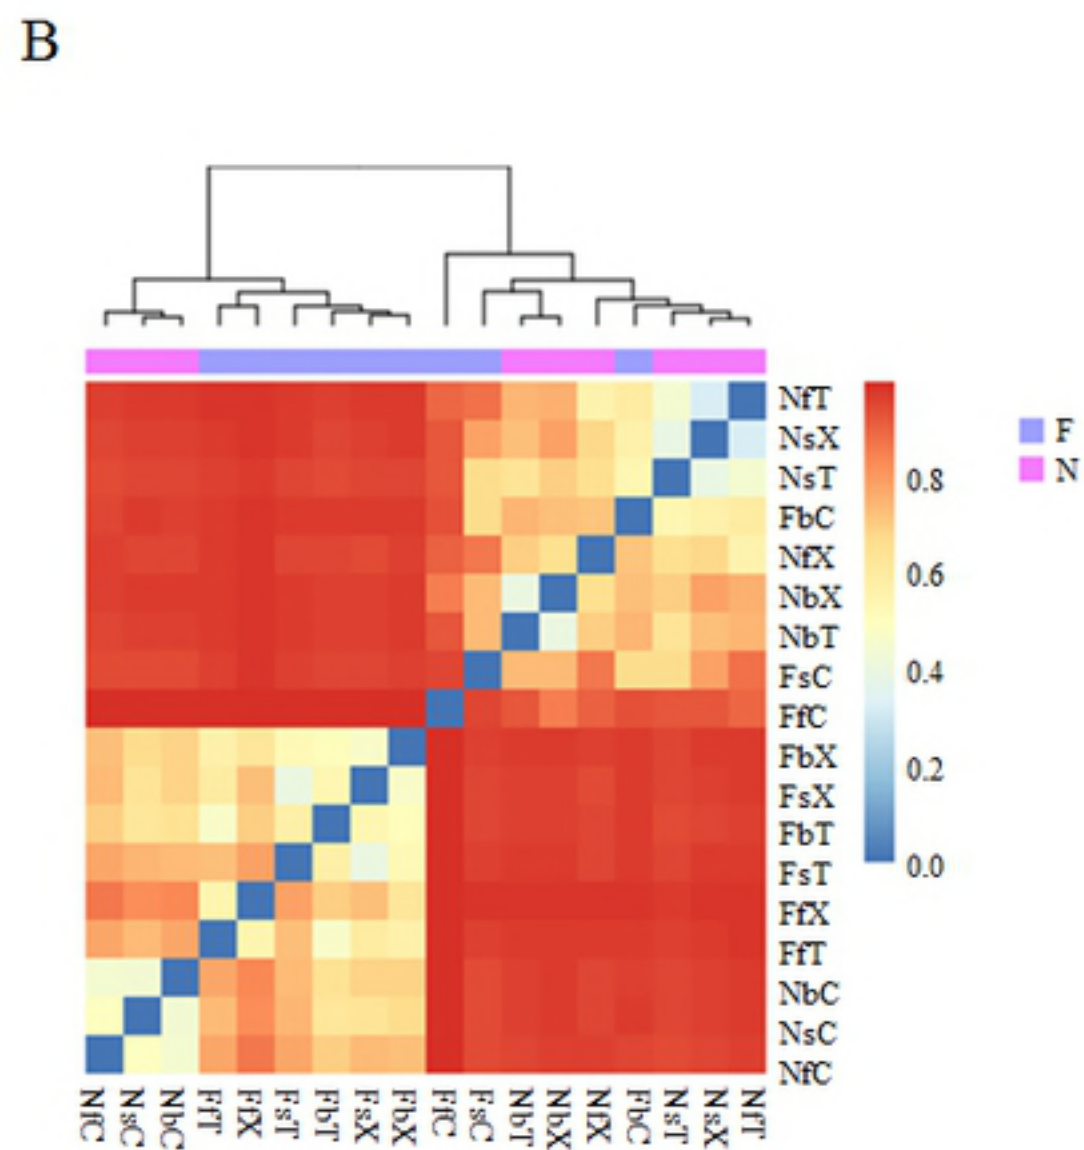 B
NfT
NsX
NsT
FbC
NfX
NbX
NbT
FsC
FfC
FbX
FsX
FbT
FsT
FfX
FfT
NbC
NsC
NfC
0.8
0.6
0.4
0.2
0.0
F
N
NfC NsC NbC FfT FfX FsT FbT FsX FbX FfC FsC NbT NbX NfX FbC NsT NsX NfT